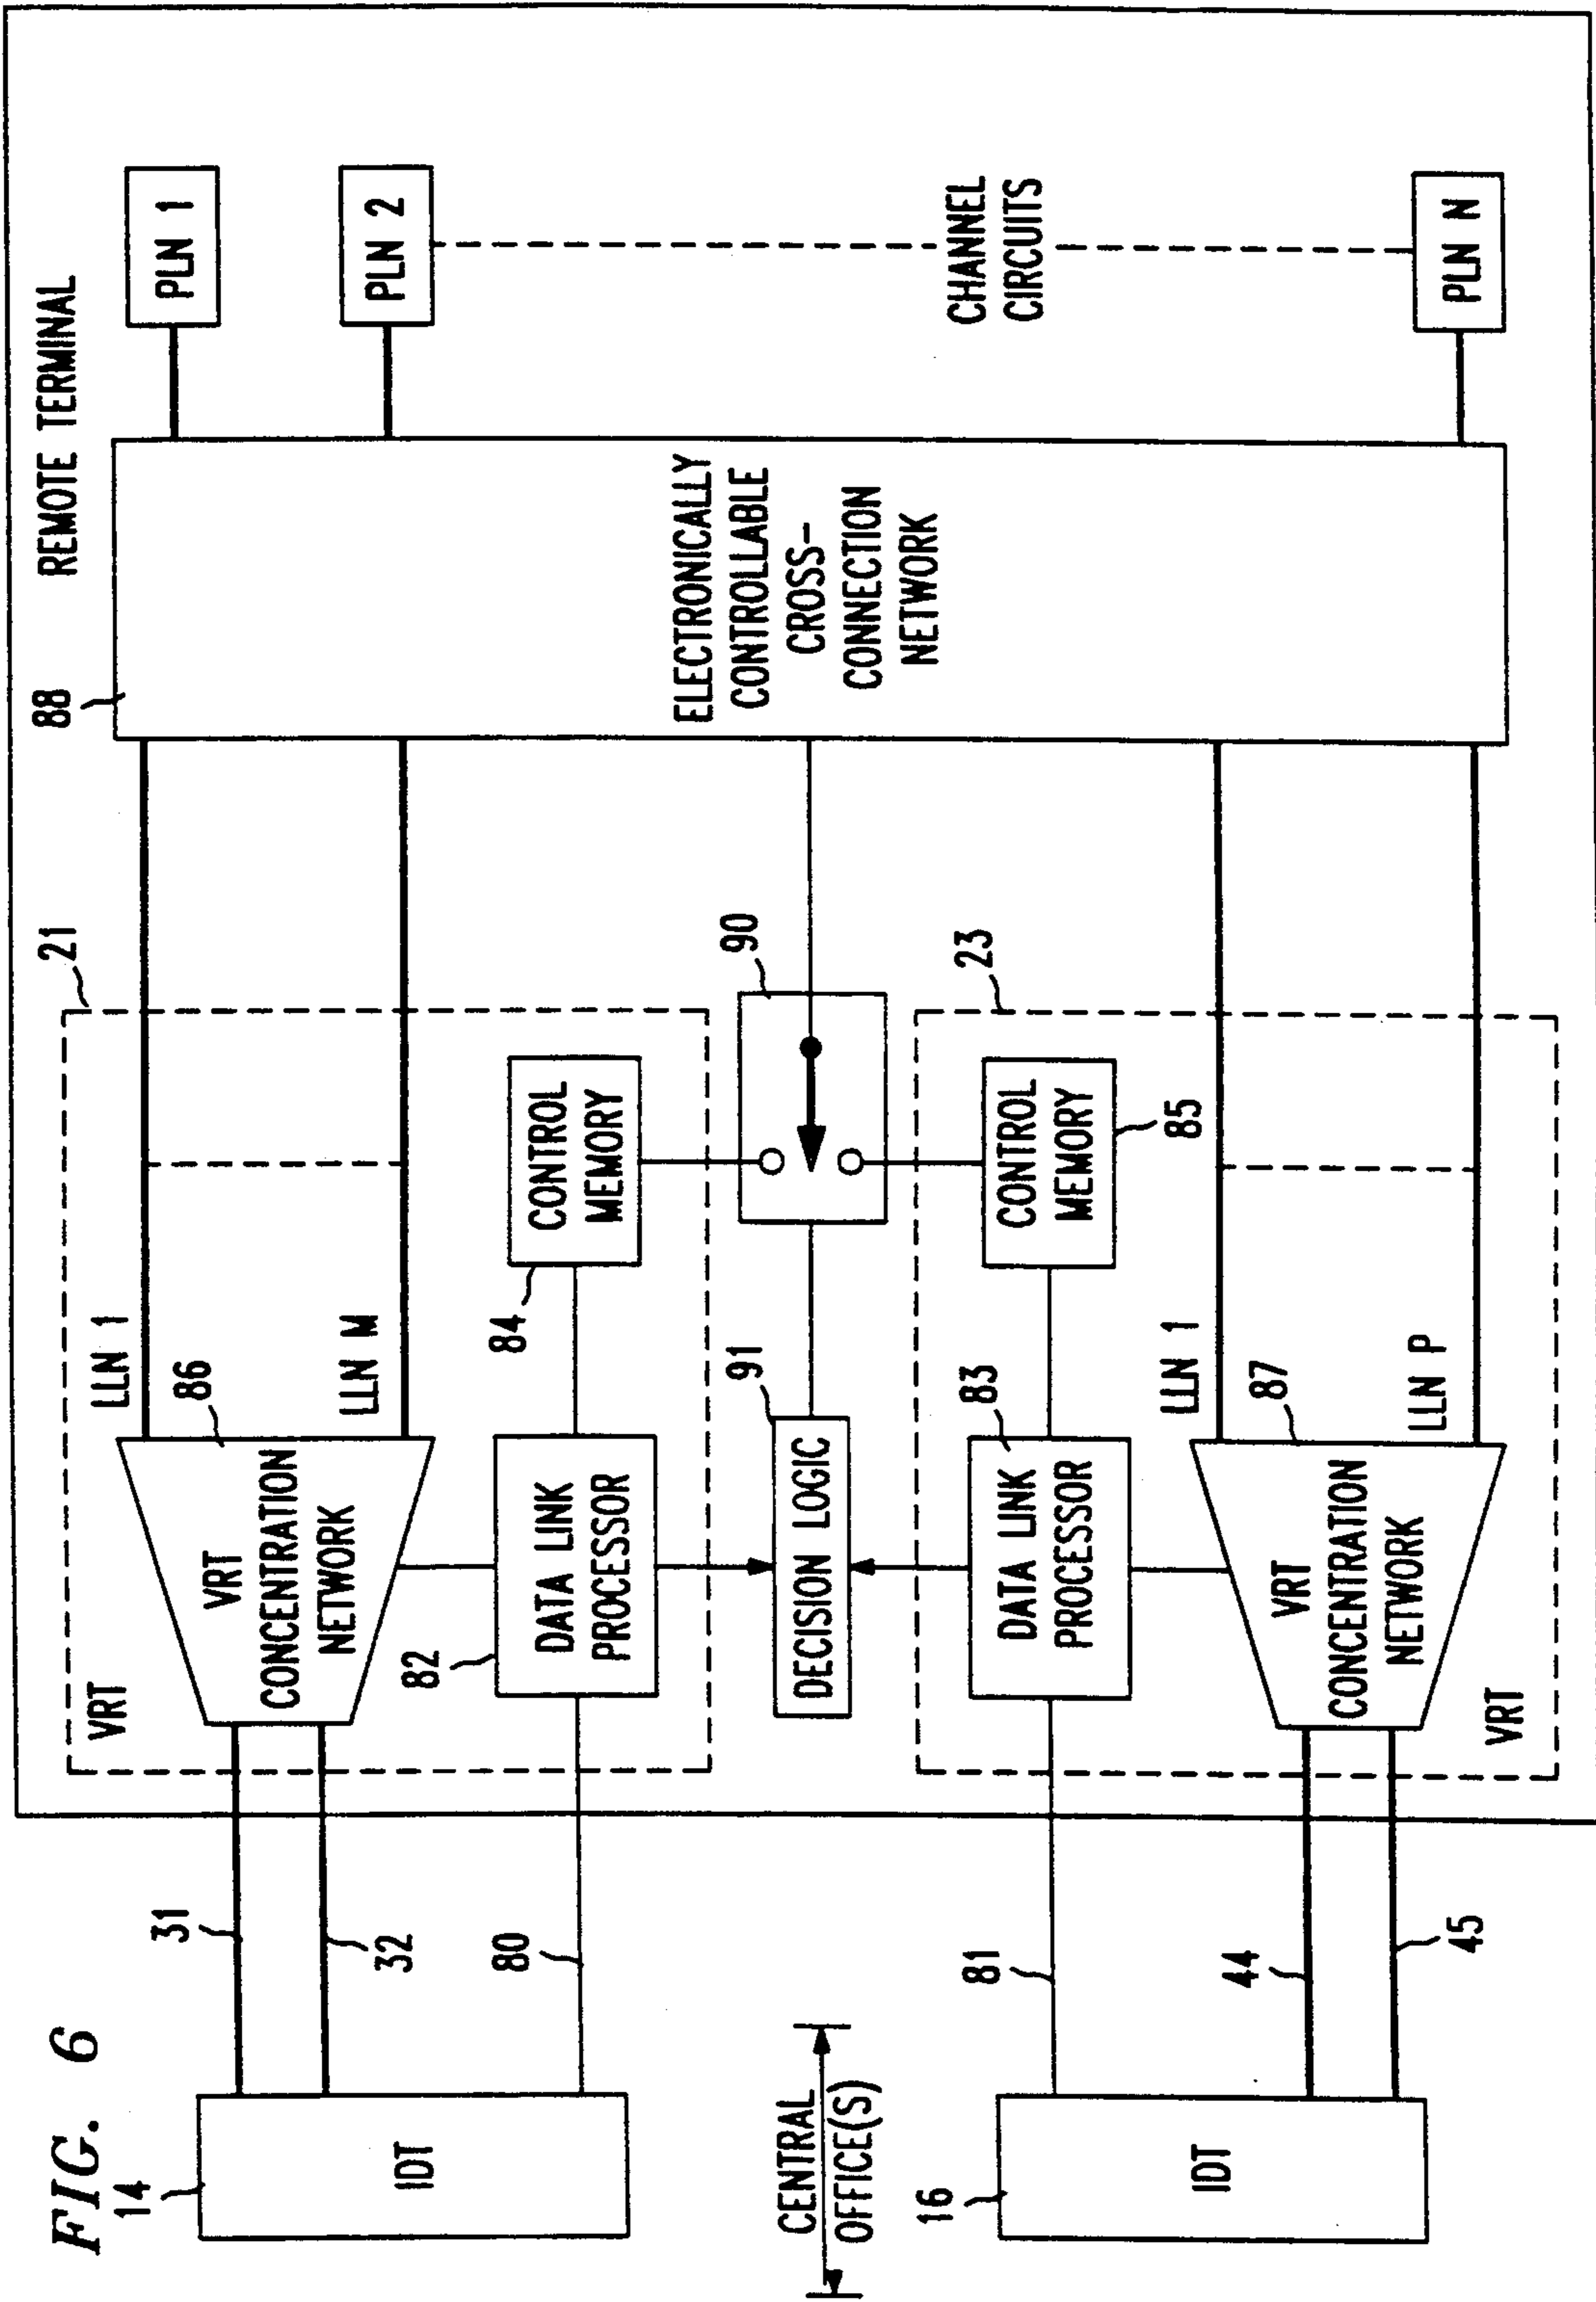 FIG. 6
REMOTE TERMINAL
14
IDT
31
32
80
VRT
21
VRT
CONCENTRATION
NETWORK
86
LLN 1
LLN M
82
DATA LINK
PROCESSOR
84
CONTROL
MEMORY
88
ELECTRONICALLY
CONTROLLABLE
CROSS-
CONNECTION
NETWORK
PLN 1
PLN 2
CHANNEL
CIRCUITS
PLN N
CENTRAL
OFFICE(S)
DECISION LOGIC
91
90
16
IDT
81
44
45
23
DATA LINK
PROCESSOR
83
CONTROL
MEMORY
85
VRT
CONCENTRATION
NETWORK
87
LLN 1
LLN P
VRT